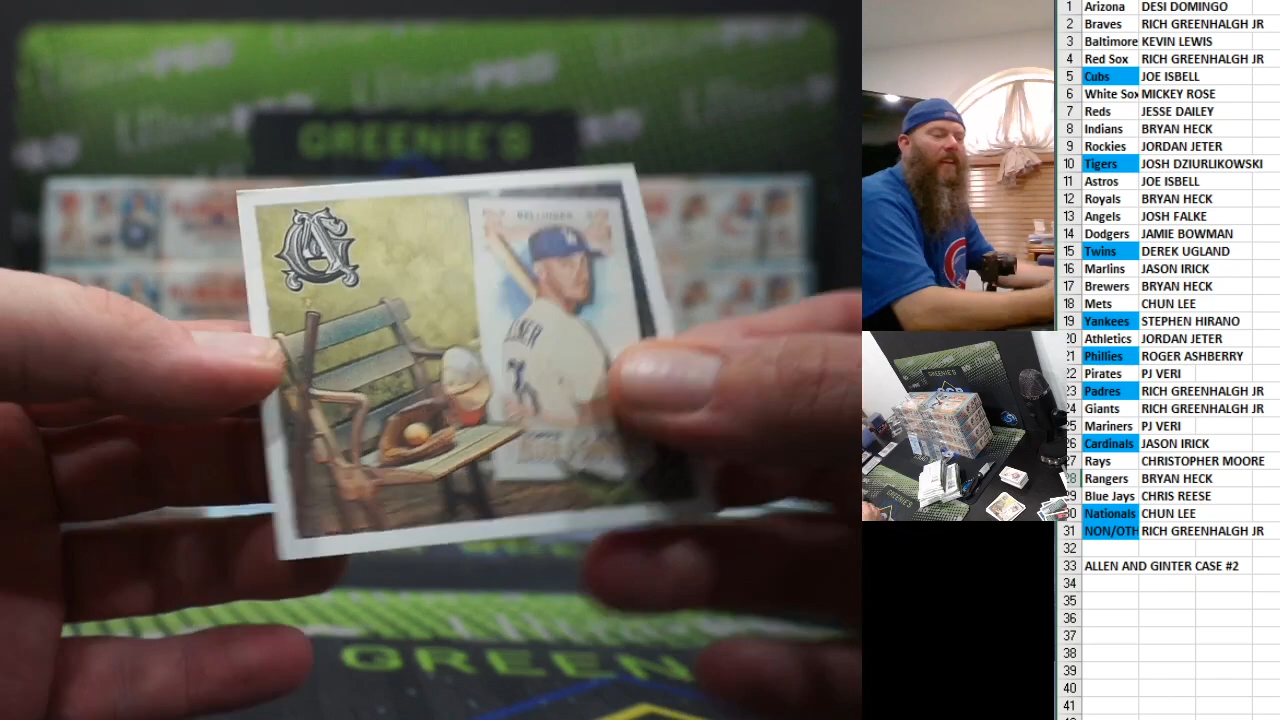 GREENIE'S
BELLINGER
AG
GREENIE'S
GREEN
1 Arizona DESI DOMINGO
2 Braves RICH GREENHALGH JR
3 Baltimore KEVIN LEWIS
4 Red Sox RICH GREENHALGH JR
5 Cubs JOE ISBELL
6 White Sox MICKEY ROSE
7 Reds JESSE DAILEY
8 Indians BRYAN HECK
9 Rockies JORDAN JETER
10 Tigers JOSH DZIURLIKOWSKI
11 Astros JOE ISBELL
12 Royals BRYAN HECK
13 Angels JOSH FALKE
14 Dodgers JAMIE BOWMAN
15 Twins DEREK UGLAND
16 Marlins JASON IRICK
17 Brewers BRYAN HECK
18 Mets CHUN LEE
19 Yankees STEPHEN HIRANO
20 Athletics JORDAN JETER
21 Phillies ROGER ASHBERRY
22 Pirates PJ VERI
23 Padres RICH GREENHALGH JR
24 Giants RICH GREENHALGH JR
25 Mariners PJ VERI
26 Cardinals JASON IRICK
27 Rays CHRISTOPHER MOORE
28 Rangers BRYAN HECK
29 Blue Jays CHRIS REESE
30 Nationals CHUN LEE
31 NON/OTH RICH GREENHALGH JR
32
33 ALLEN AND GINTER CASE #2
34
35
36
37
38
39
40
41